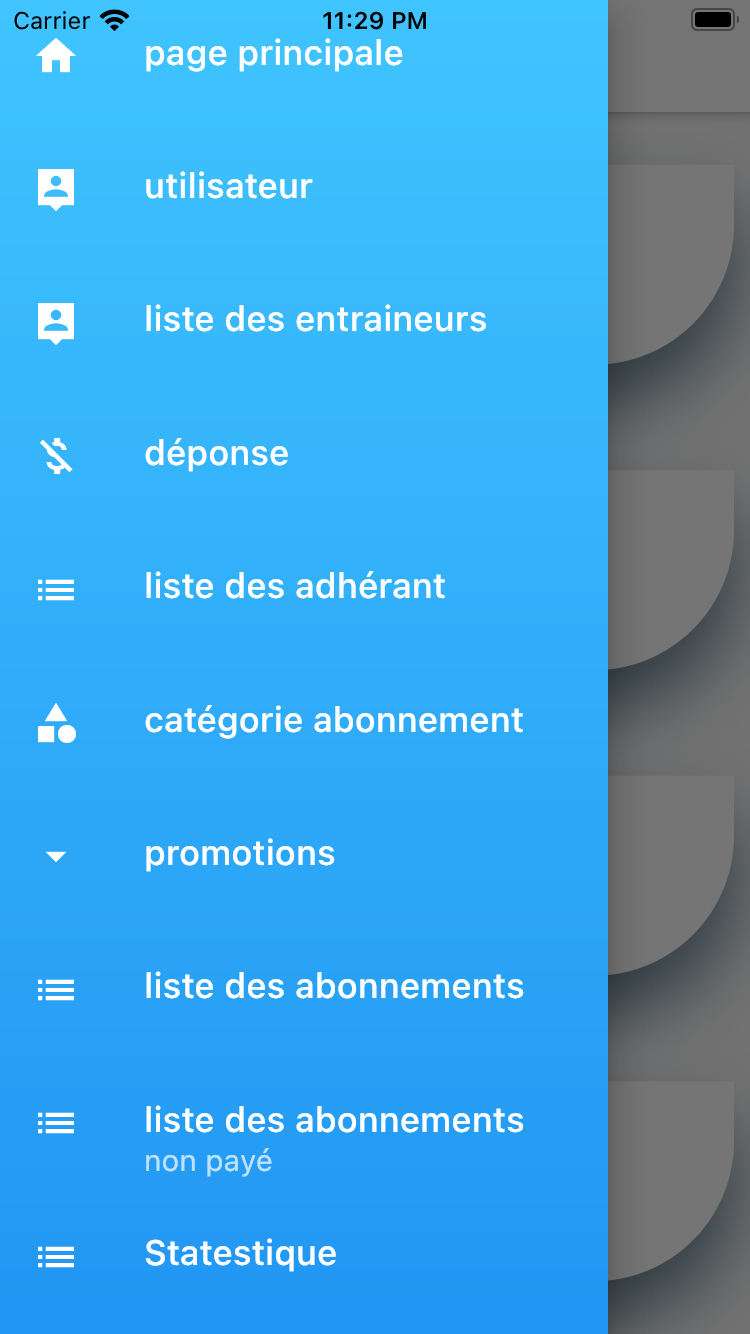 Carrier 11:29 PM
page principale
utilisateur
liste des entraineurs
déponse
liste des adhérant
catégorie abonnement
promotions
liste des abonnements
liste des abonnements
non payé
Statestique